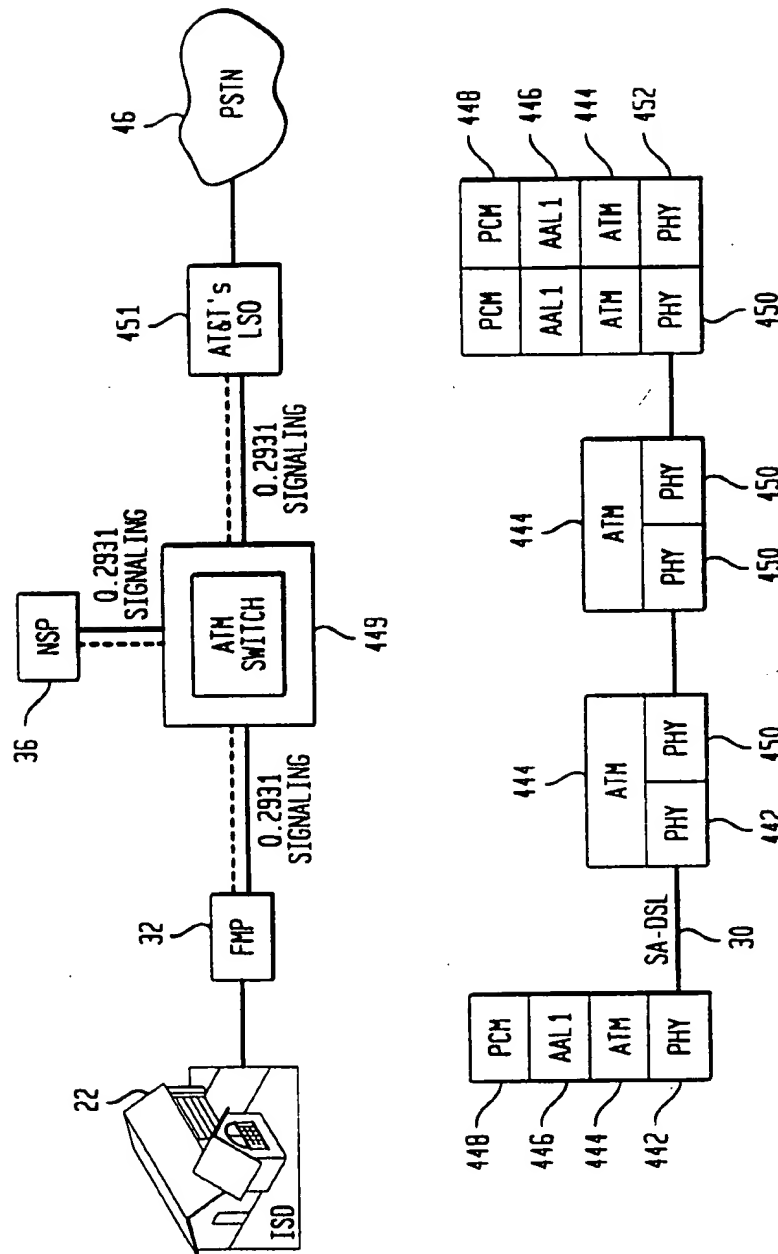 22
ISD
32
FMP
Q.2931
SIGNALING
36
NSP
Q.2931
SIGNALING
ATM
SWITCH
449
Q.2931
SIGNALING
451
AT&T's
LSO
46
PSTN
448
446
444
442
PCM
AAL1
ATM
PHY
SA-DSL
30
444
ATM
PHY
PHY
442
450
444
ATM
PHY
PHY
450
450
PCM
PCM
448
AAL1
AAL1
446
ATM
ATM
444
PHY
PHY
452
450